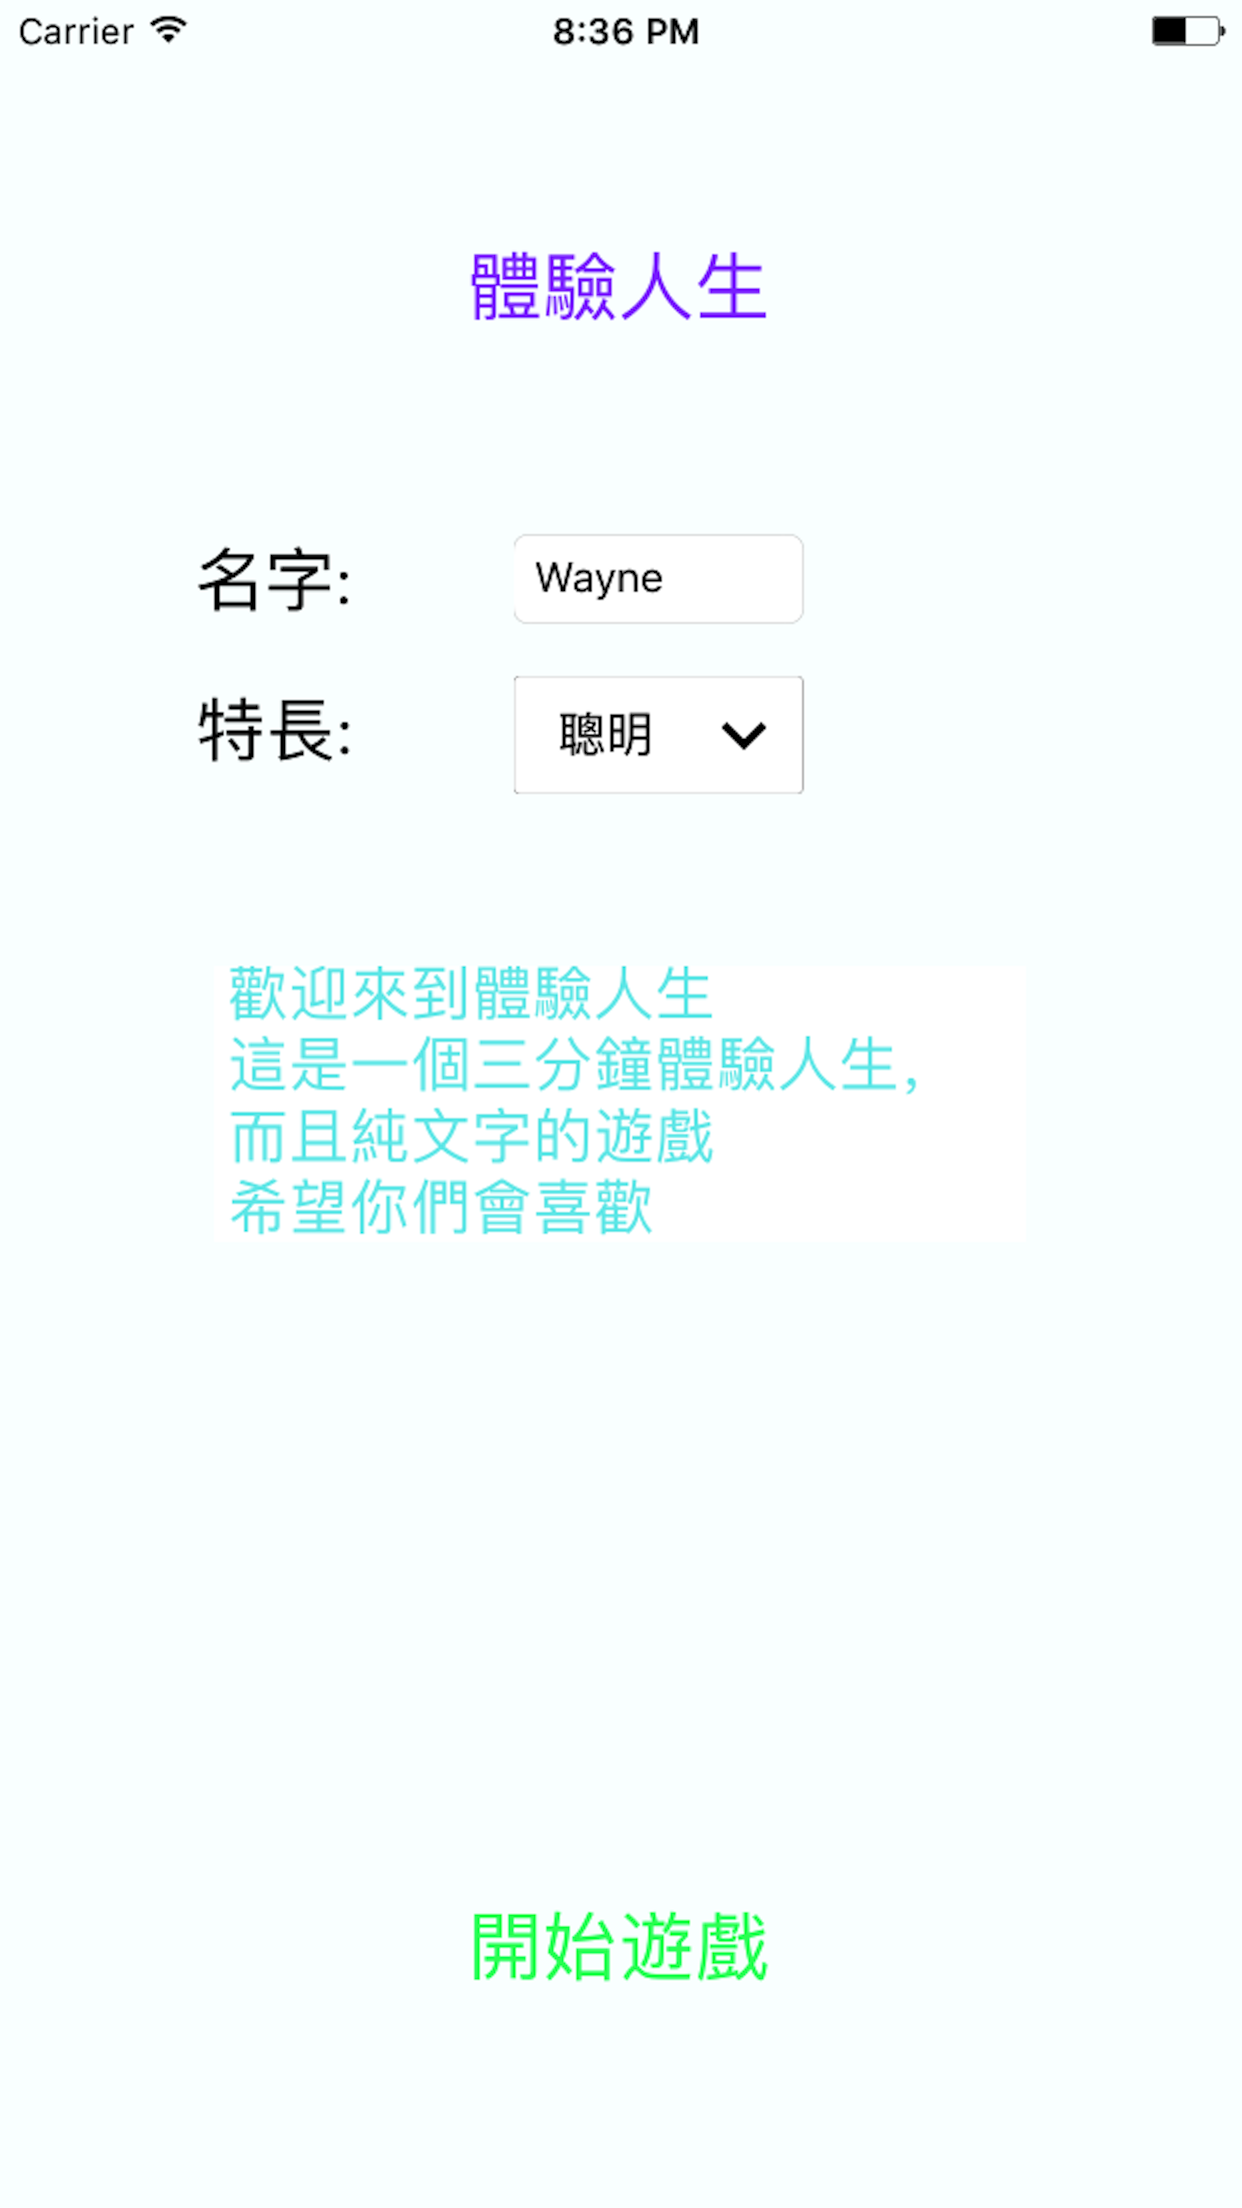 Carrier 8:36 PM
體驗人生
名字: Wayne
特長: 聰明
歡迎來到體驗人生
這是一個三分鐘體驗人生,
而且純文字的遊戲
希望你們會喜歡
開始遊戲